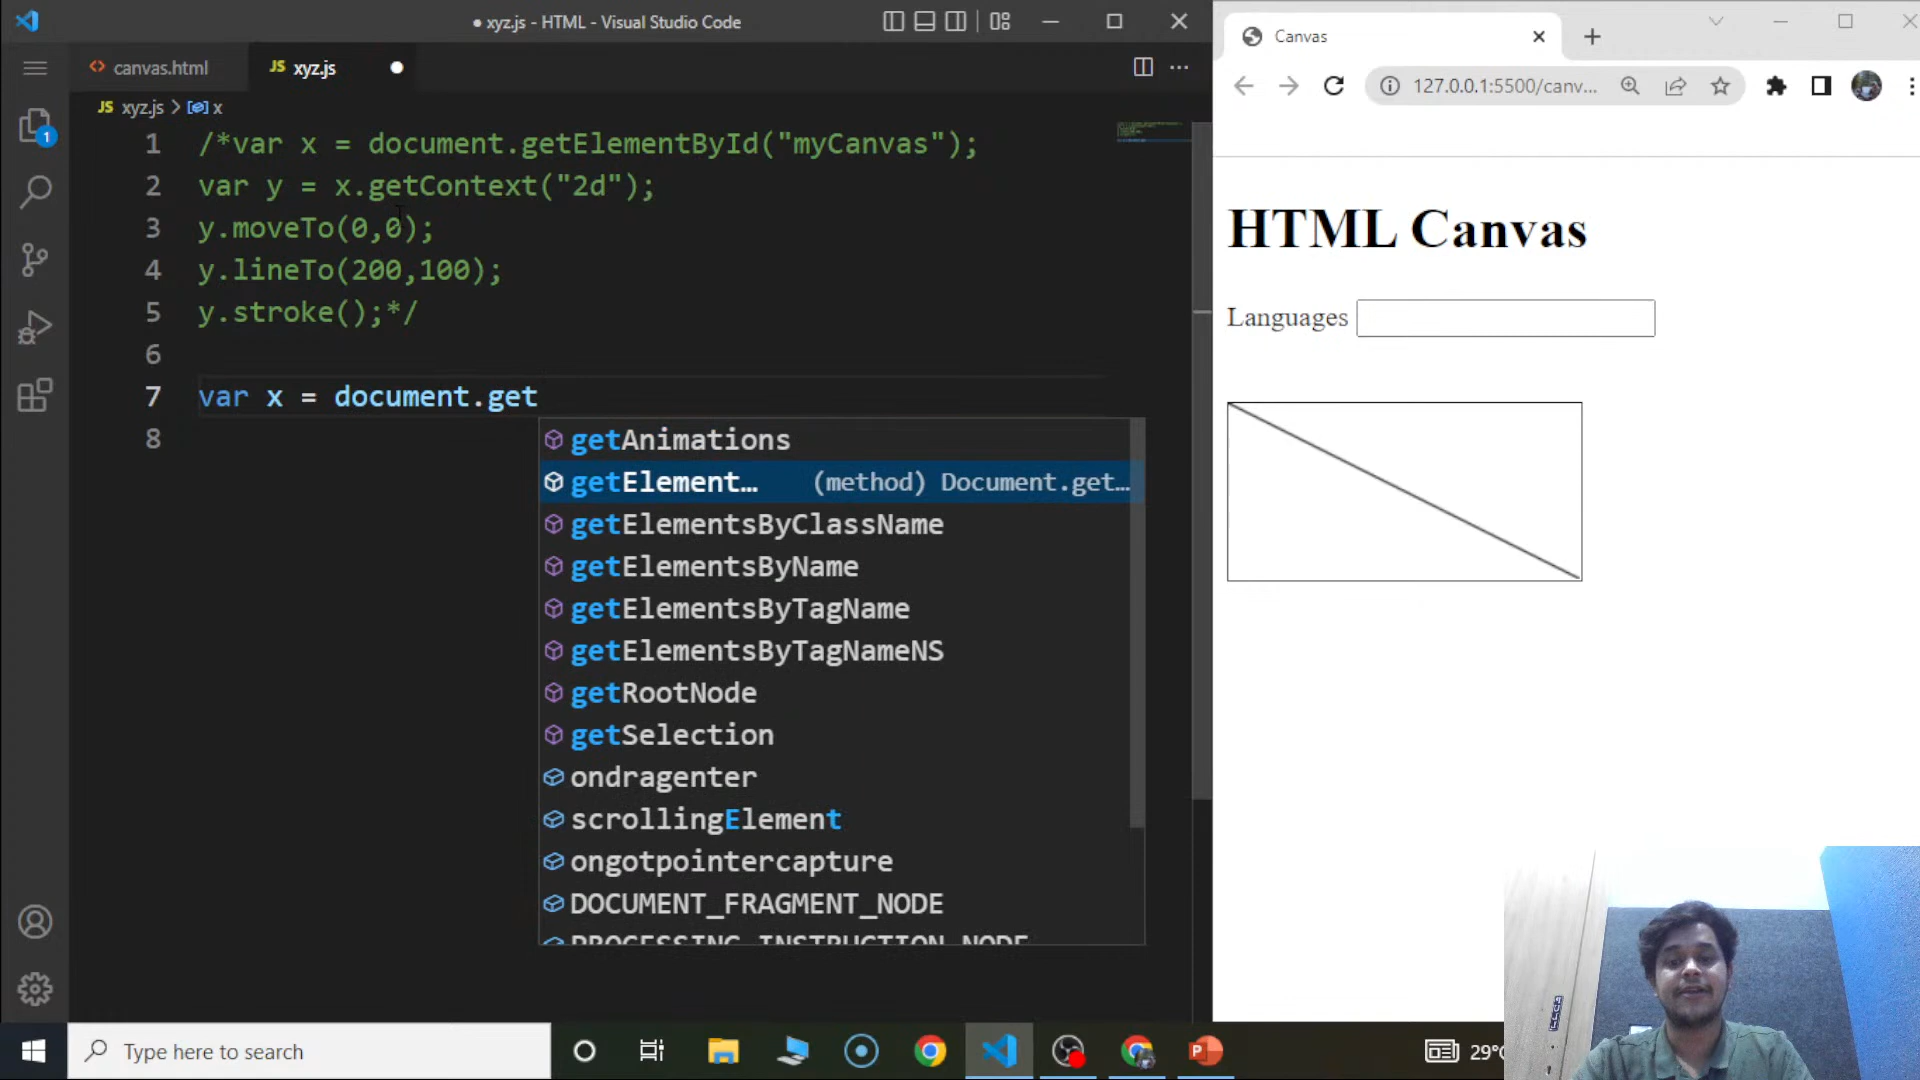 ● xyz.js - HTML - Visual Studio Code
canvas.html
JS xyz.js ●
JS xyz.js > x
1 /*var x = document.getElementById("myCanvas");
2 var y = x.getContext("2d");
3 y.moveTo(0,0);
4 y.lineTo(200,100);
5 y.stroke();*/
6
7 var x = document.get
8
getAnimations
getElement… (method) Document.get…
getElementsByClassName
getElementsByName
getElementsByTagName
getElementsByTagNameNS
getRootNode
getSelection
ondragenter
scrollingElement
ongotpointercapture
DOCUMENT_FRAGMENT_NODE
PROCESSING_INSTRUCTION_NODE
1
Canvas
127.0.0.1:5500/canv...
HTML Canvas
Languages
Type here to search
29°